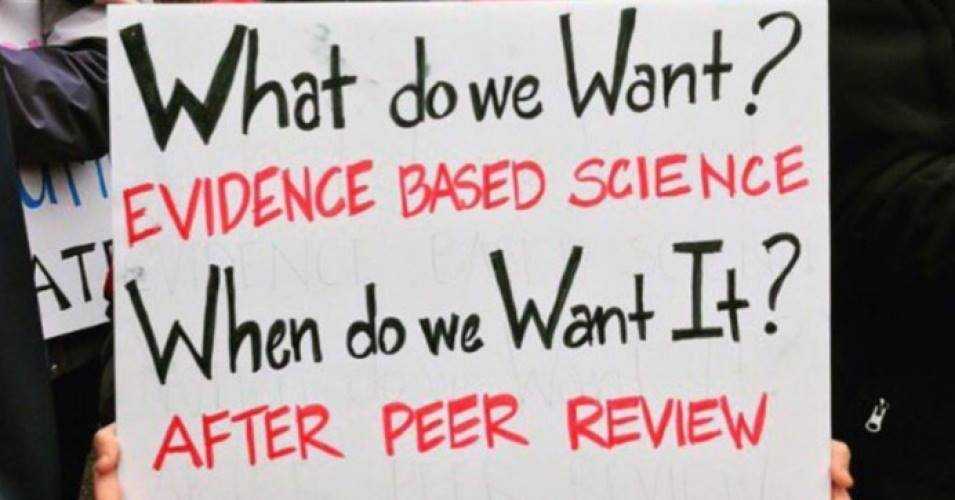 What do we Want?
EVIDENCE BASED SCIENCE
When do we Want It?
AFTER PEER REVIEW